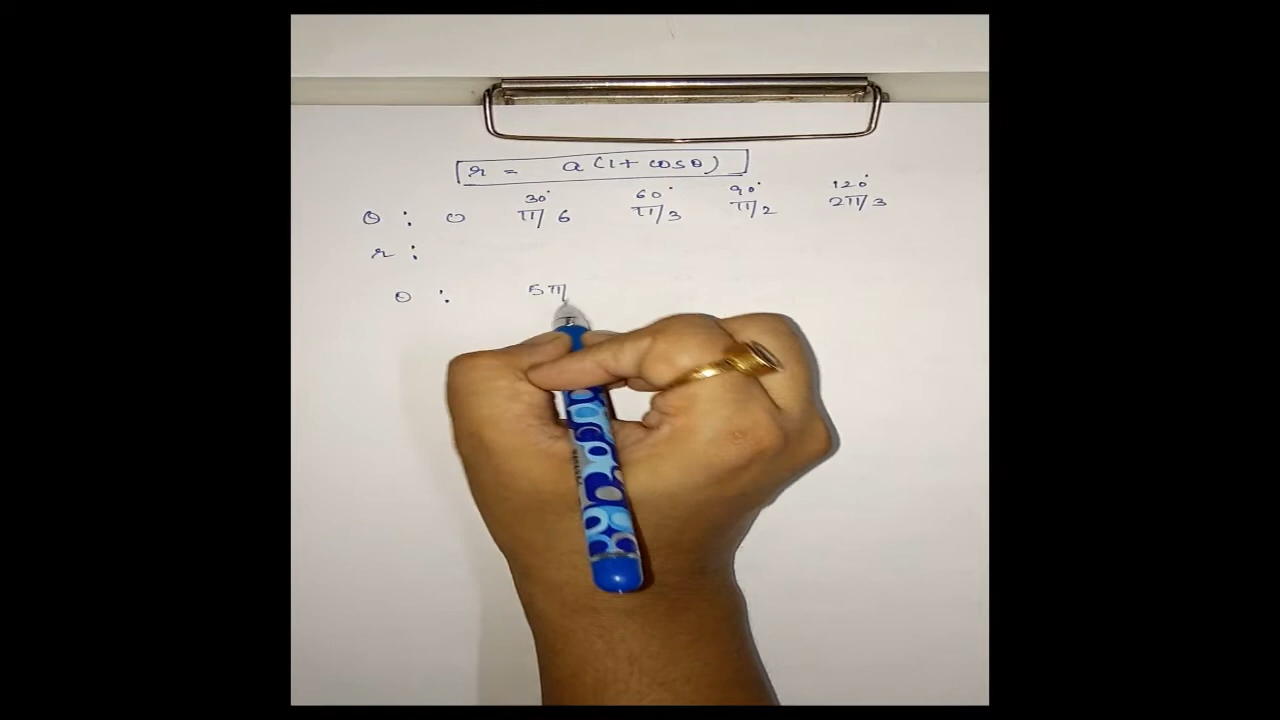 r = a(1+cosθ)
30° 60° 90° 120°
θ : 0 π/6 π/3 π/2 2π/3
r :
θ : 5π/